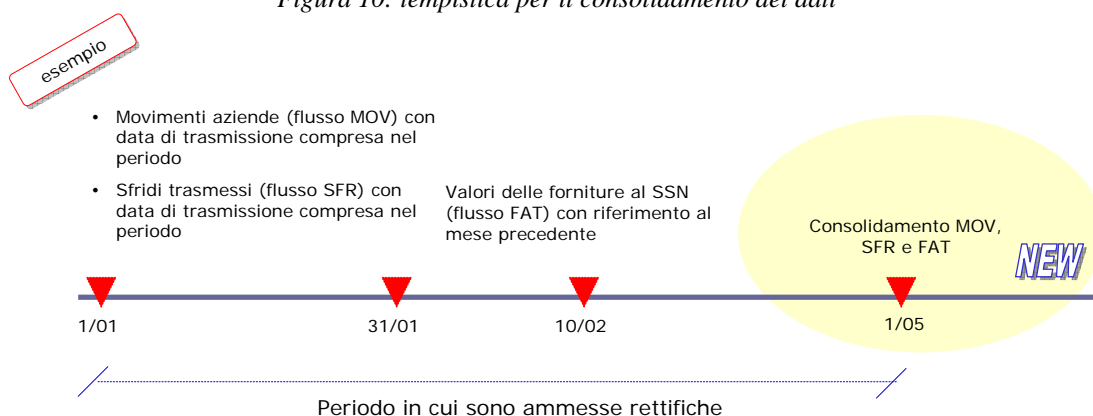 Figura 10: tempistica per il consolidamento dei dati
esempio
• Movimenti aziende (flusso MOV) con
data di trasmissione compresa nel
periodo
• Sfridi trasmessi (flusso SFR) con
data di trasmissione compresa nel
periodo
Valori delle forniture al SSN
(flusso FAT) con riferimento al
mese precedente
Consolidamento MOV,
SFR e FAT
NEW
1/01
31/01
10/02
1/05
Periodo in cui sono ammesse rettifiche